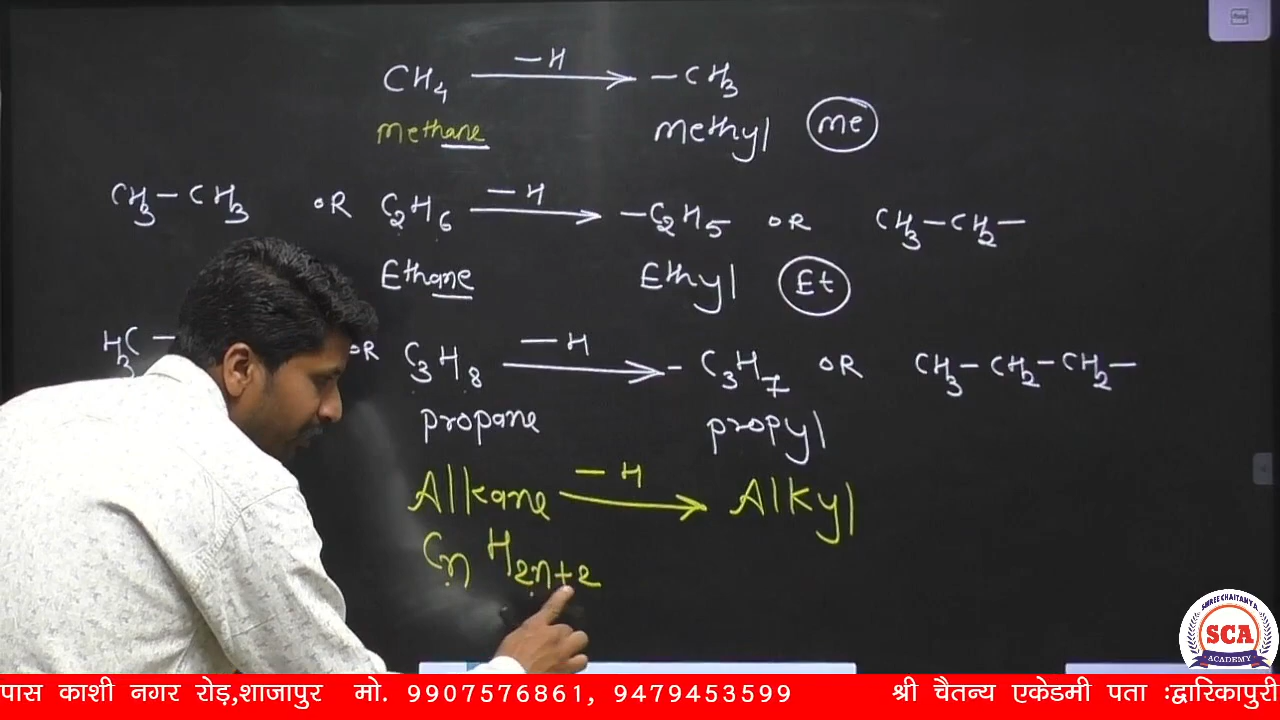 CH4 —H→ —CH3
Methane methyl me
CH3—CH3 OR C2H6 —H→ —C2H5 OR CH3—CH2—
Ethane Ethyl Et
H3C— OR C3H8 —H→ —C3H7 OR CH3—CH2—CH2—
propane propyl
Alkane —H→ Alkyl
CnH2n+2
SCA
ACADEMY
पास काशी नगर रोड़,शाजापुर मो. 9907576861, 9479453599 श्री चैतन्य एकेडमी पता :द्वारिकापुरी